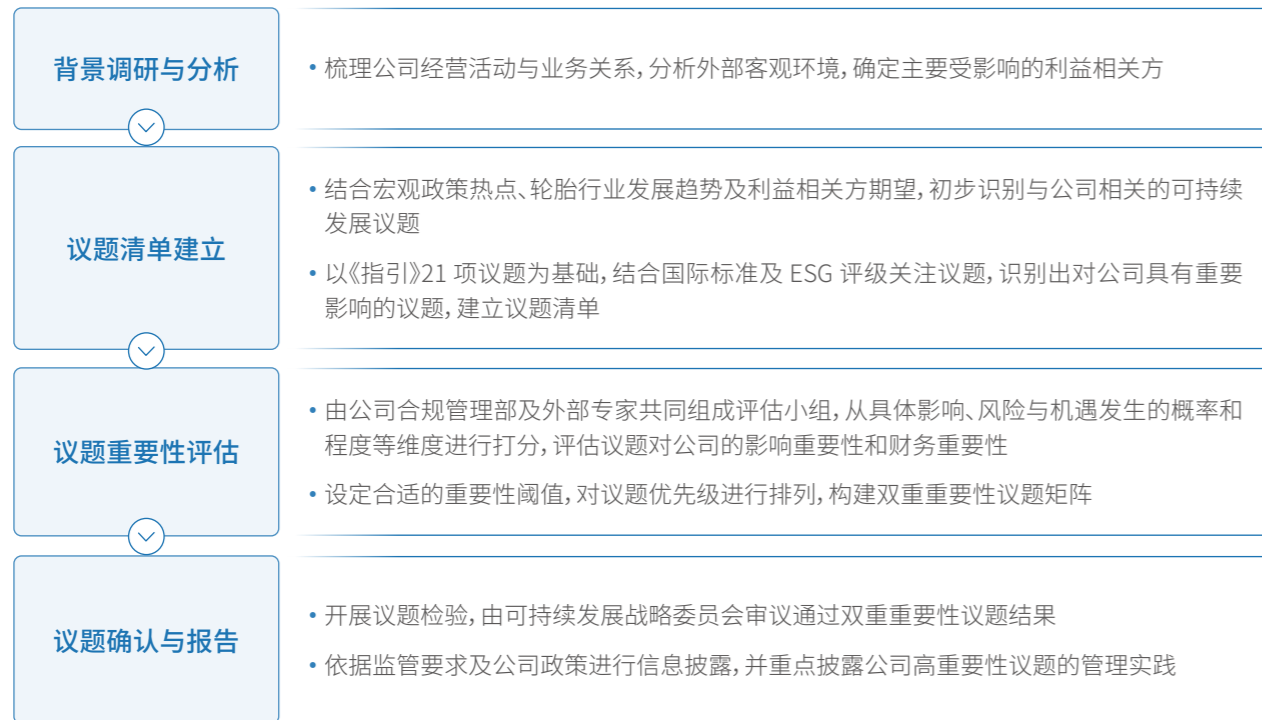 背景调研与分析
• 梳理公司经营活动与业务关系，分析外部客观环境，确定主要受影响的利益相关方
议题清单建立
• 结合宏观政策热点、轮胎行业发展趋势及利益相关方期望，初步识别与公司相关的可持续
发展议题
• 以《指引》21 项议题为基础，结合国际标准及 ESG 评级关注议题，识别出对公司具有重要
影响的议题，建立议题清单
议题重要性评估
• 由公司合规管理部及外部专家共同组成评估小组，从具体影响、风险与机遇发生的概率和
程度等维度进行打分，评估议题对公司的影响重要性和财务重要性
• 设定合适的重要性阈值，对议题优先级进行排列，构建双重重要性议题矩阵
议题确认与报告
• 开展议题检验，由可持续发展战略委员会审议通过双重重要性议题结果
• 依据监管要求及公司政策进行信息披露，并重点披露公司高重要性议题的管理实践